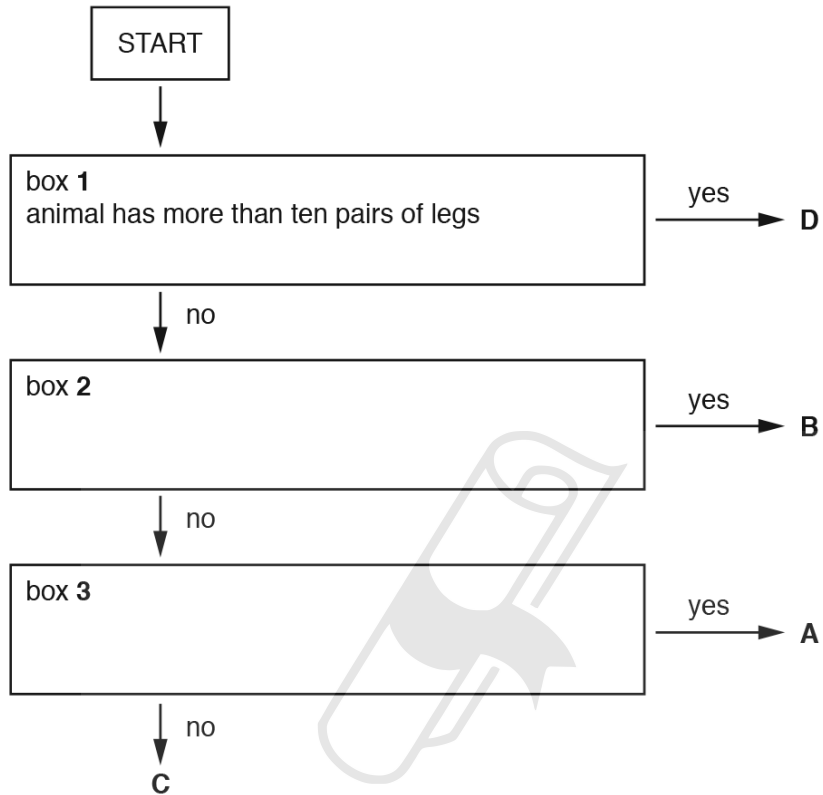 START
box 1
animal has more than ten pairs of legs
yes
D
no
box 2
yes
B
no
box 3
yes
A
no
C